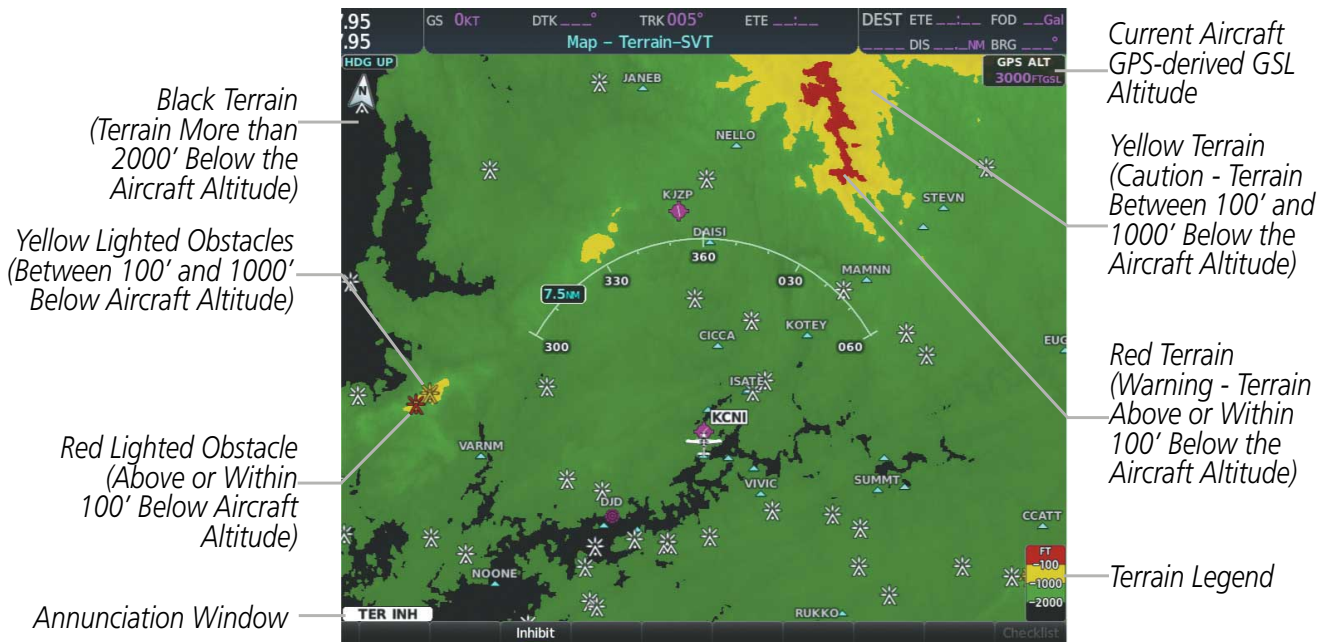 7.95
7.95
GS 0KT DTK ___° TRK 005° ETE __:__
Map – Terrain–SVT
DEST ETE __:__ FOD __Gal
____ DIS __._NM BRG ___°
HDG UP
N
GPS ALT
3000FTGSL
JANEB
NELLO
KJZP
STEVN
DAISI
360
330
030
MAMNN
7.5NM
300
CICCA
KOTEY
060
EUG
ISATE
KCNI
VARNM
VIVIC
SUMMT
DJD
CCATT
NOONE
RUKKO
FT
-100
-1000
-2000
TER INH
Inhibit
Checklist
Black Terrain
(Terrain More than
2000' Below the
Aircraft Altitude)
Yellow Lighted Obstacles
(Between 100' and 1000'
Below Aircraft Altitude)
Red Lighted Obstacle
(Above or Within
100' Below Aircraft
Altitude)
Annunciation Window
Current Aircraft
GPS-derived GSL
Altitude
Yellow Terrain
(Caution - Terrain
Between 100' and
1000' Below the
Aircraft Altitude)
Red Terrain
(Warning - Terrain
Above or Within
100' Below the
Aircraft Altitude)
Terrain Legend